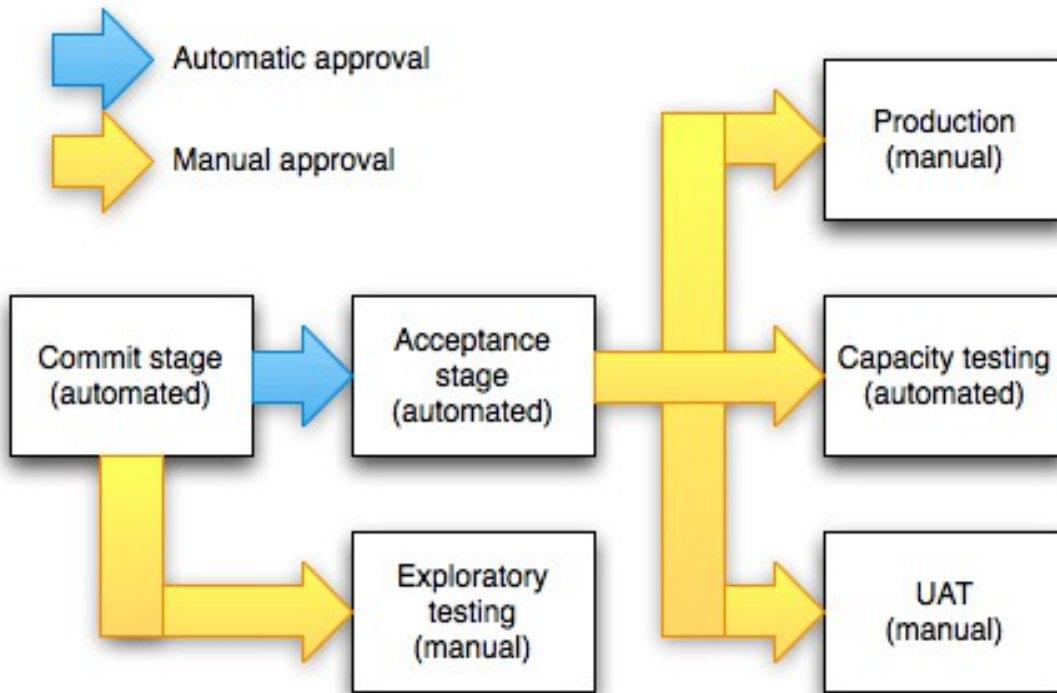 Automatic approval
Manual approval
Production
(manual)
Commit stage
(automated)
Acceptance
stage
(automated)
Capacity testing
(automated)
Exploratory
testing
(manual)
UAT
(manual)